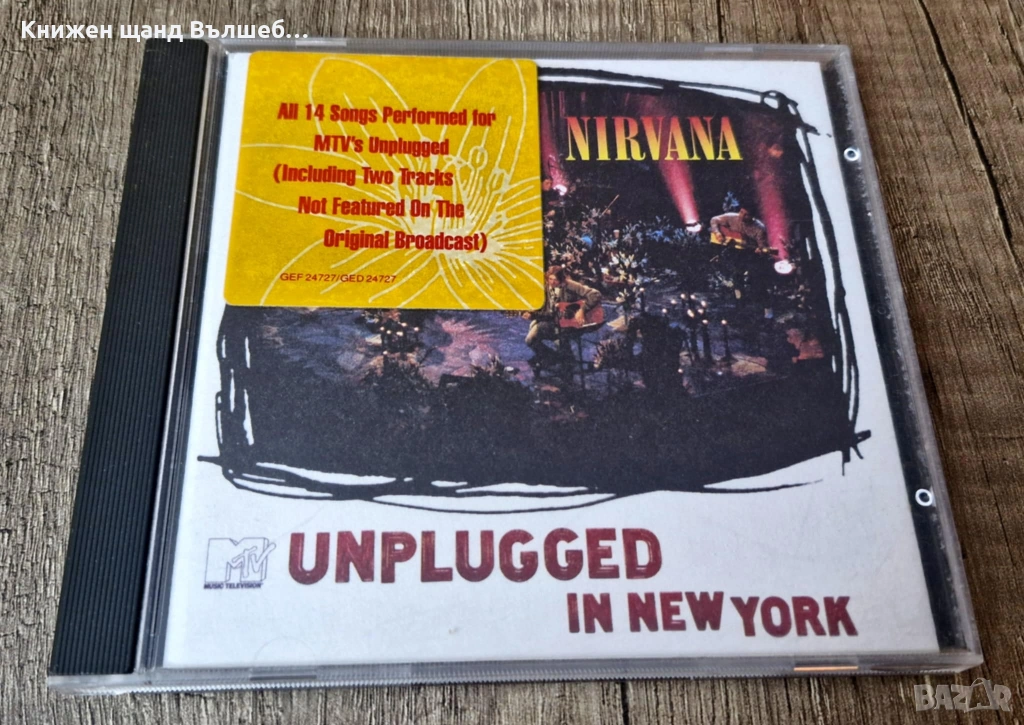 Книжен щанд Вълшеб...
All 14 Songs Performed for
MTV's Unplugged
(Including Two Tracks
Not Featured On The
Original Broadcast)
GEF 24727/GED 24727
NIRVANA
MTV
MUSIC TELEVISION
UNPLUGGED
IN NEW YORK
BAZAR